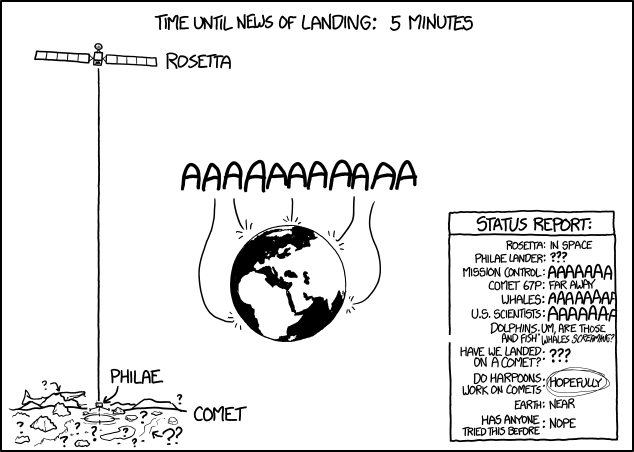 TIME UNTIL NEWS OF LANDING: 5 MINUTES
ROSETTA
AAAAAAAAAAA
STATUS REPORT:
ROSETTA: IN SPACE
PHILAE LANDER: ???
MISSION CONTROL: AAAAAAA
COMET 67P: FAR AWAY
WHALES: AAAAAAAA
U.S. SCIENTISTS: AAAAAAA
DOLPHINS AND FISH: UM, ARE THOSE
WHALES SCREAMING?
HAVE WE LANDED
ON A COMET?: ???
DO HARPOONS
WORK ON COMETS: HOPEFULLY
EARTH: NEAR
HAS ANYONE
TRIED THIS BEFORE: NOPE
PHILAE
COMET
? ? ? ? ? ? ? ? ? ? ??